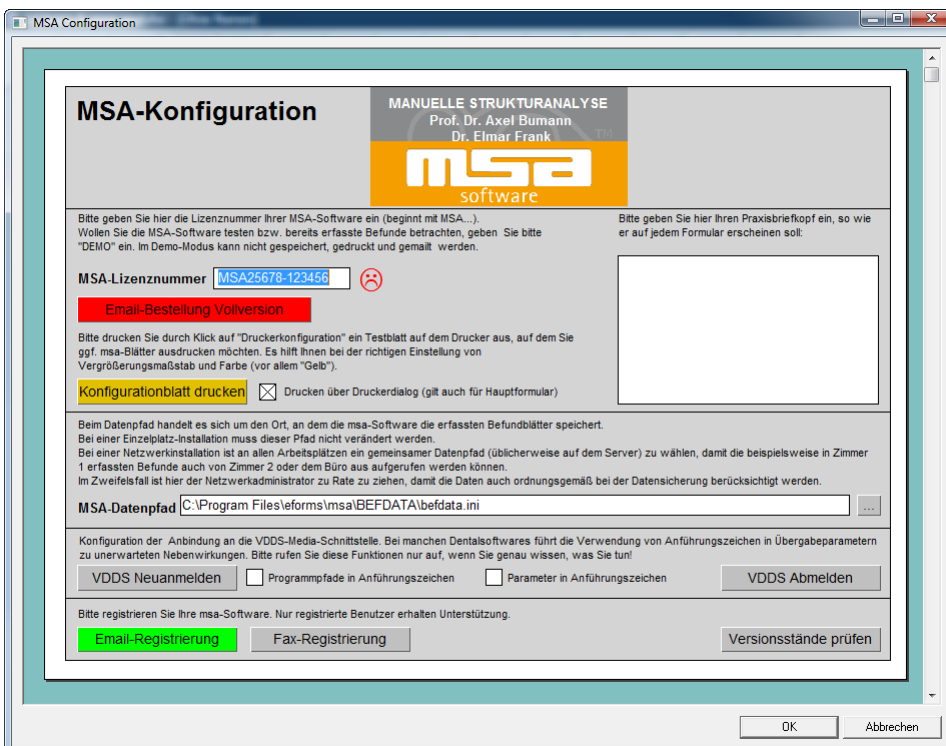 MSA Configuration
MSA-Konfiguration
MANUELLE STRUKTURANALYSE
Prof. Dr. Axel Bumann
Dr. Elmar Frank
TM
msa
software
Bitte geben Sie hier die Lizenznummer Ihrer MSA-Software ein (beginnt mit MSA...).
Wollen Sie die MSA-Software testen bzw. bereits erfasste Befunde betrachten, geben Sie bitte
"DEMO" ein. Im Demo-Modus kann nicht gespeichert, gedruckt und gemailt werden.
Bitte geben Sie hier Ihren Praxisbriefkopf ein, so wie
er auf jedem Formular erscheinen soll:
MSA-Lizenznummer MSA25678-123456
Email-Bestellung Vollversion
Bitte drucken Sie durch Klick auf "Druckerkonfiguration" ein Testblatt auf dem Drucker aus, auf dem Sie
ggf. msa-Blätter ausdrucken möchten. Es hilft Ihnen bei der richtigen Einstellung von
Vergrößerungsmaßstab und Farbe (vor allem "Gelb").
Konfigurationblatt drucken Drucken über Druckerdialog (gilt auch für Hauptformular)
Beim Datenpfad handelt es sich um den Ort, an dem die msa-Software die erfassten Befundblätter speichert.
Bei einer Einzelplatz-Installation muss dieser Pfad nicht verändert werden.
Bei einer Netzwerkinstallation ist an allen Arbeitsplätzen ein gemeinsamer Datenpfad (üblicherweise auf dem Server) zu wählen, damit die beispielsweise in Zimmer
1 erfassten Befunde auch von Zimmer 2 oder dem Büro aus aufgerufen werden können.
Im Zweifelsfall ist hier der Netzwerkadministrator zu Rate zu ziehen, damit die Daten auch ordnungsgemäß bei der Datensicherung berücksichtigt werden.
MSA-Datenpfad C:\Program Files\eforms\msa\BEFDATA\befdata.ini ...
Konfiguration der Anbindung an die VDDS-Media-Schnittstelle. Bei manchen Dentalsoftwares führt die Verwendung von Anführungszeichen in Übergabeparametern
zu unerwarteten Nebenwirkungen. Bitte rufen Sie diese Funktionen nur auf, wenn Sie genau wissen, was Sie tun!
VDDS Neuanmelden Programmpfade in Anführungszeichen Parameter in Anführungszeichen VDDS Abmelden
Bitte registrieren Sie Ihre msa-Software. Nur registrierte Benutzer erhalten Unterstützung.
Email-Registrierung Fax-Registrierung Versionsstände prüfen
OK Abbrechen